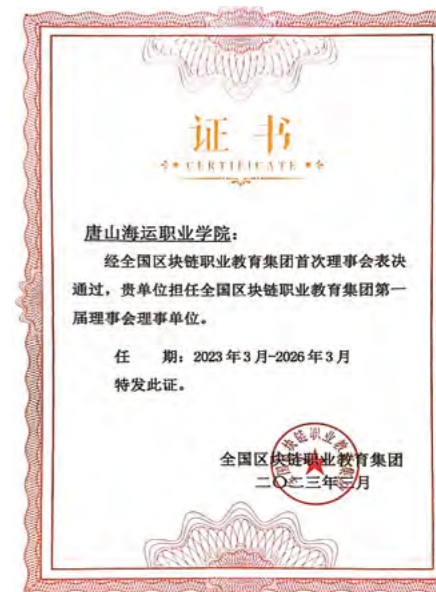 证书
CERTIFICATE
唐山海运职业学院：
经全国区块链职业教育集团首次理事会表决
通过，贵单位担任全国区块链职业教育集团第一
届理事会理事单位。
任 期：2023年3月-2026年3月
特发此证。
全国区块链职业教育集团
二〇二三年三月